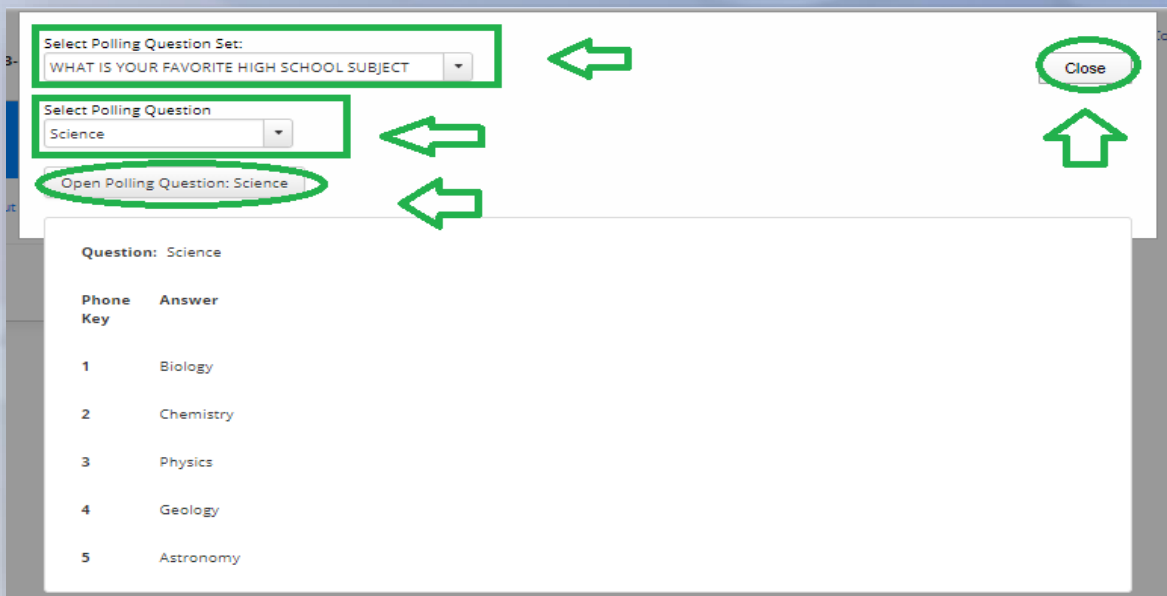 Select Polling Question Set:
WHAT IS YOUR FAVORITE HIGH SCHOOL SUBJECT
Close
Select Polling Question
Science
Open Polling Question: Science
Question: Science
Phone Key Answer
1 Biology
2 Chemistry
3 Physics
4 Geology
5 Astronomy